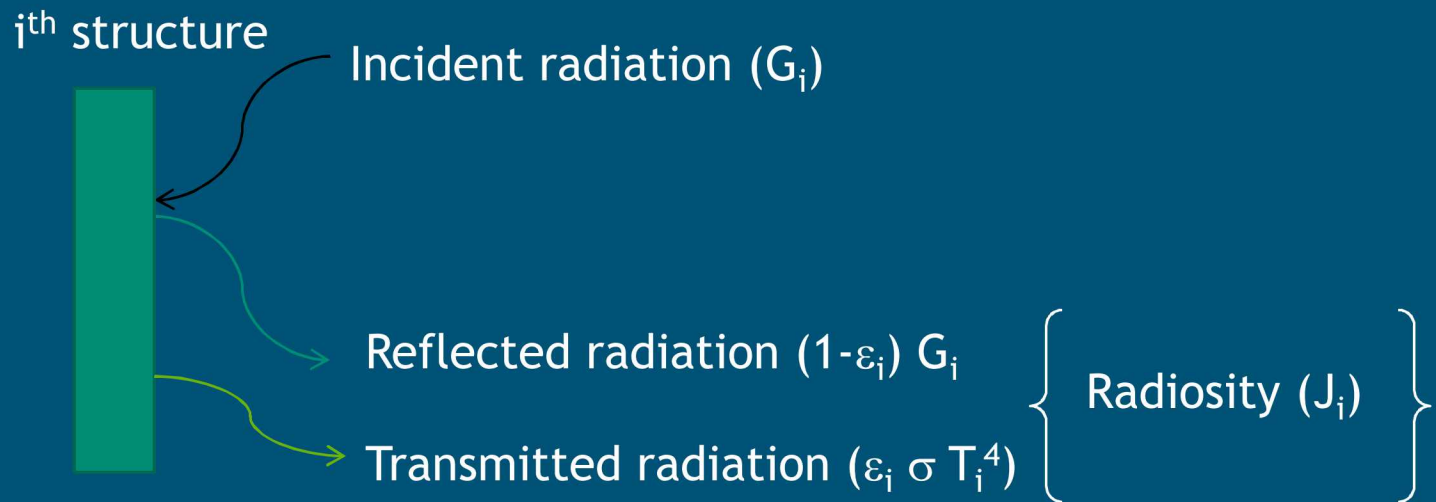 iᵗʰ structure
Incident radiation (Gᵢ)
Reflected radiation (1-εᵢ) Gᵢ
Radiosity (Jᵢ)
Transmitted radiation (εᵢ σ Tᵢ⁴)